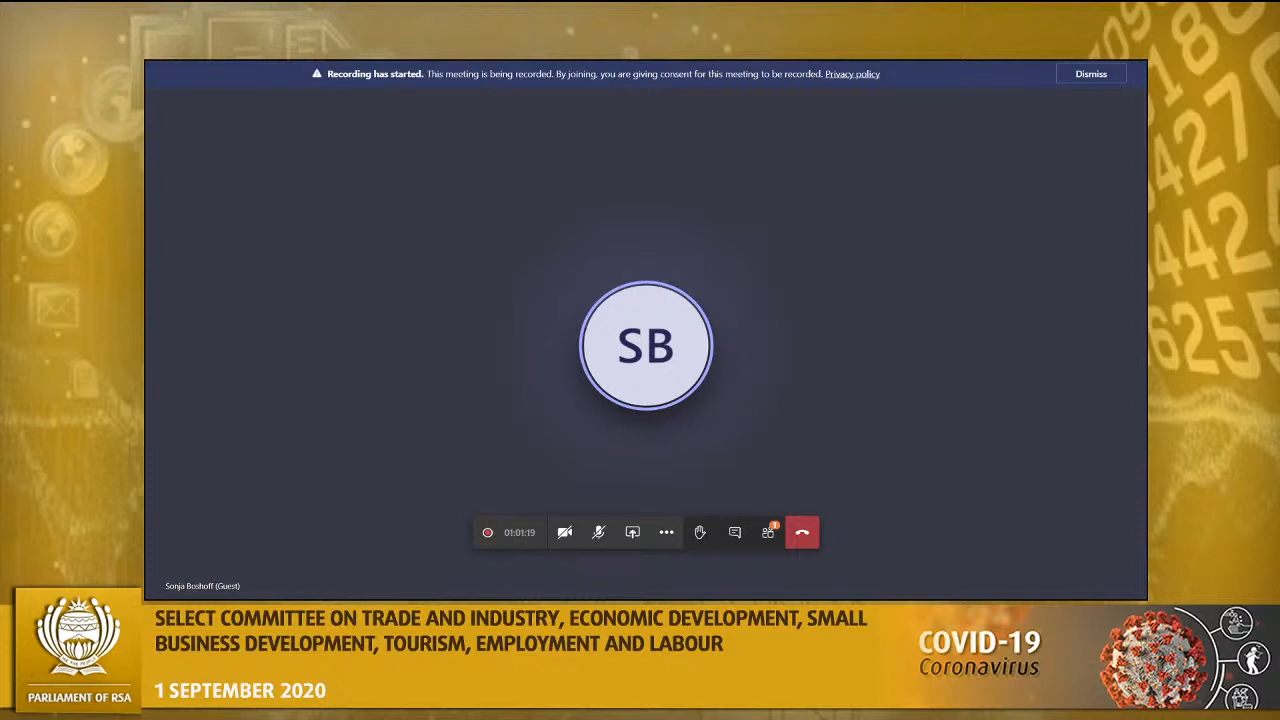 Recording has started. This meeting is being recorded. By joining, you are giving consent for this meeting to be recorded. Privacy policy
Dismiss
SB
01:01:19
1
Sonja Boshoff (Guest)
SELECT COMMITTEE ON TRADE AND INDUSTRY, ECONOMIC DEVELOPMENT, SMALL
BUSINESS DEVELOPMENT, TOURISM, EMPLOYMENT AND LABOUR
1 SEPTEMBER 2020
PARLIAMENT OF RSA
COVID-19
Coronavirus